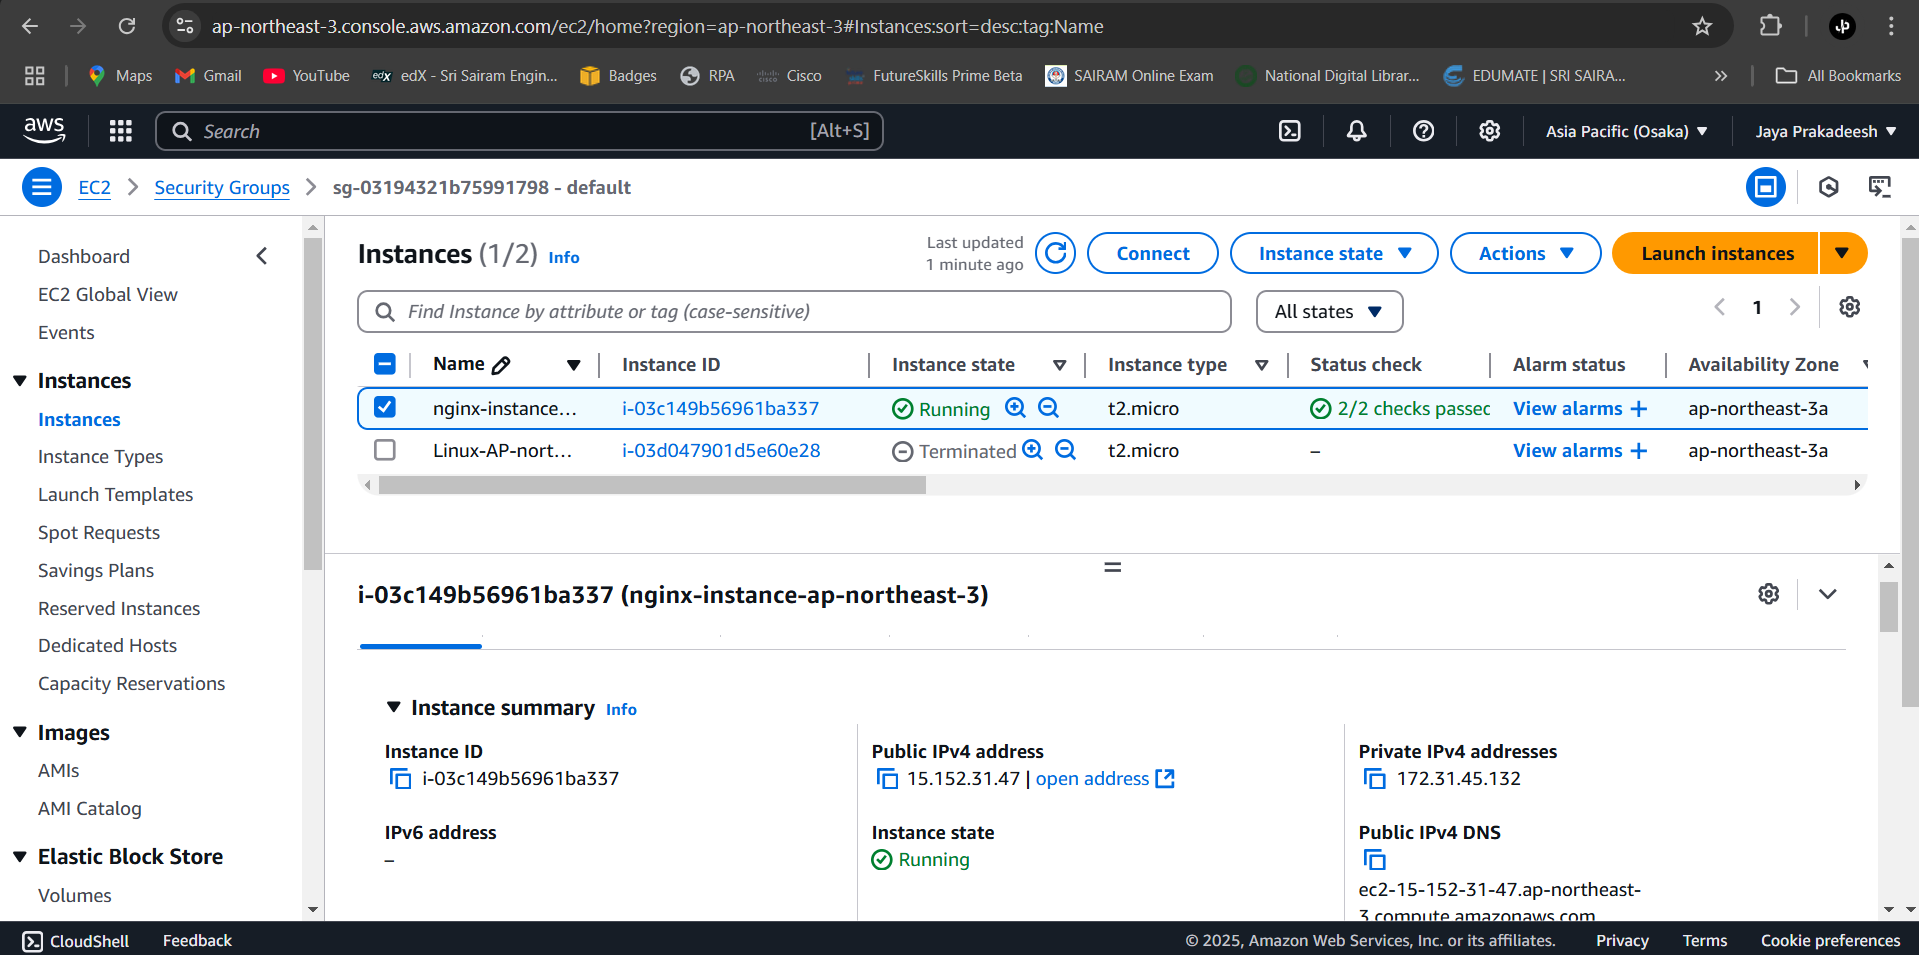 ap-northeast-3.console.aws.amazon.com/ec2/home?region=ap-northeast-3#Instances:sort=desc:tag:Name
Maps Gmail YouTube edX edX - Sri Sairam Engin... Badges RPA Cisco FutureSkills Prime Beta SAIRAM Online Exam National Digital Librar... EDUMATE | SRI SAIRA... » All Bookmarks
aws Search [Alt+S] Asia Pacific (Osaka) Jaya Prakadeesh
EC2 Security Groups sg-03194321b75991798 - default
Dashboard
EC2 Global View
Events
Instances
Instances
Instance Types
Launch Templates
Spot Requests
Savings Plans
Reserved Instances
Dedicated Hosts
Capacity Reservations
Images
AMIs
AMI Catalog
Elastic Block Store
Volumes
Instances (1/2) Info
Last updated
1 minute ago
Connect Instance state Actions Launch instances
Find Instance by attribute or tag (case-sensitive) All states 1
Name Instance ID Instance state Instance type Status check Alarm status Availability Zone
nginx-instance... i-03c149b56961ba337 Running t2.micro 2/2 checks passed View alarms + ap-northeast-3a
Linux-AP-nort... i-03d047901d5e60e28 Terminated t2.micro – View alarms + ap-northeast-3a
i-03c149b56961ba337 (nginx-instance-ap-northeast-3)
Instance summary Info
Instance ID
i-03c149b56961ba337
Public IPv4 address
15.152.31.47 | open address
Private IPv4 addresses
172.31.45.132
IPv6 address
–
Instance state
Running
Public IPv4 DNS
ec2-15-152-31-47.ap-northeast-
3.compute.amazonaws.com
CloudShell Feedback © 2025, Amazon Web Services, Inc. or its affiliates. Privacy Terms Cookie preferences